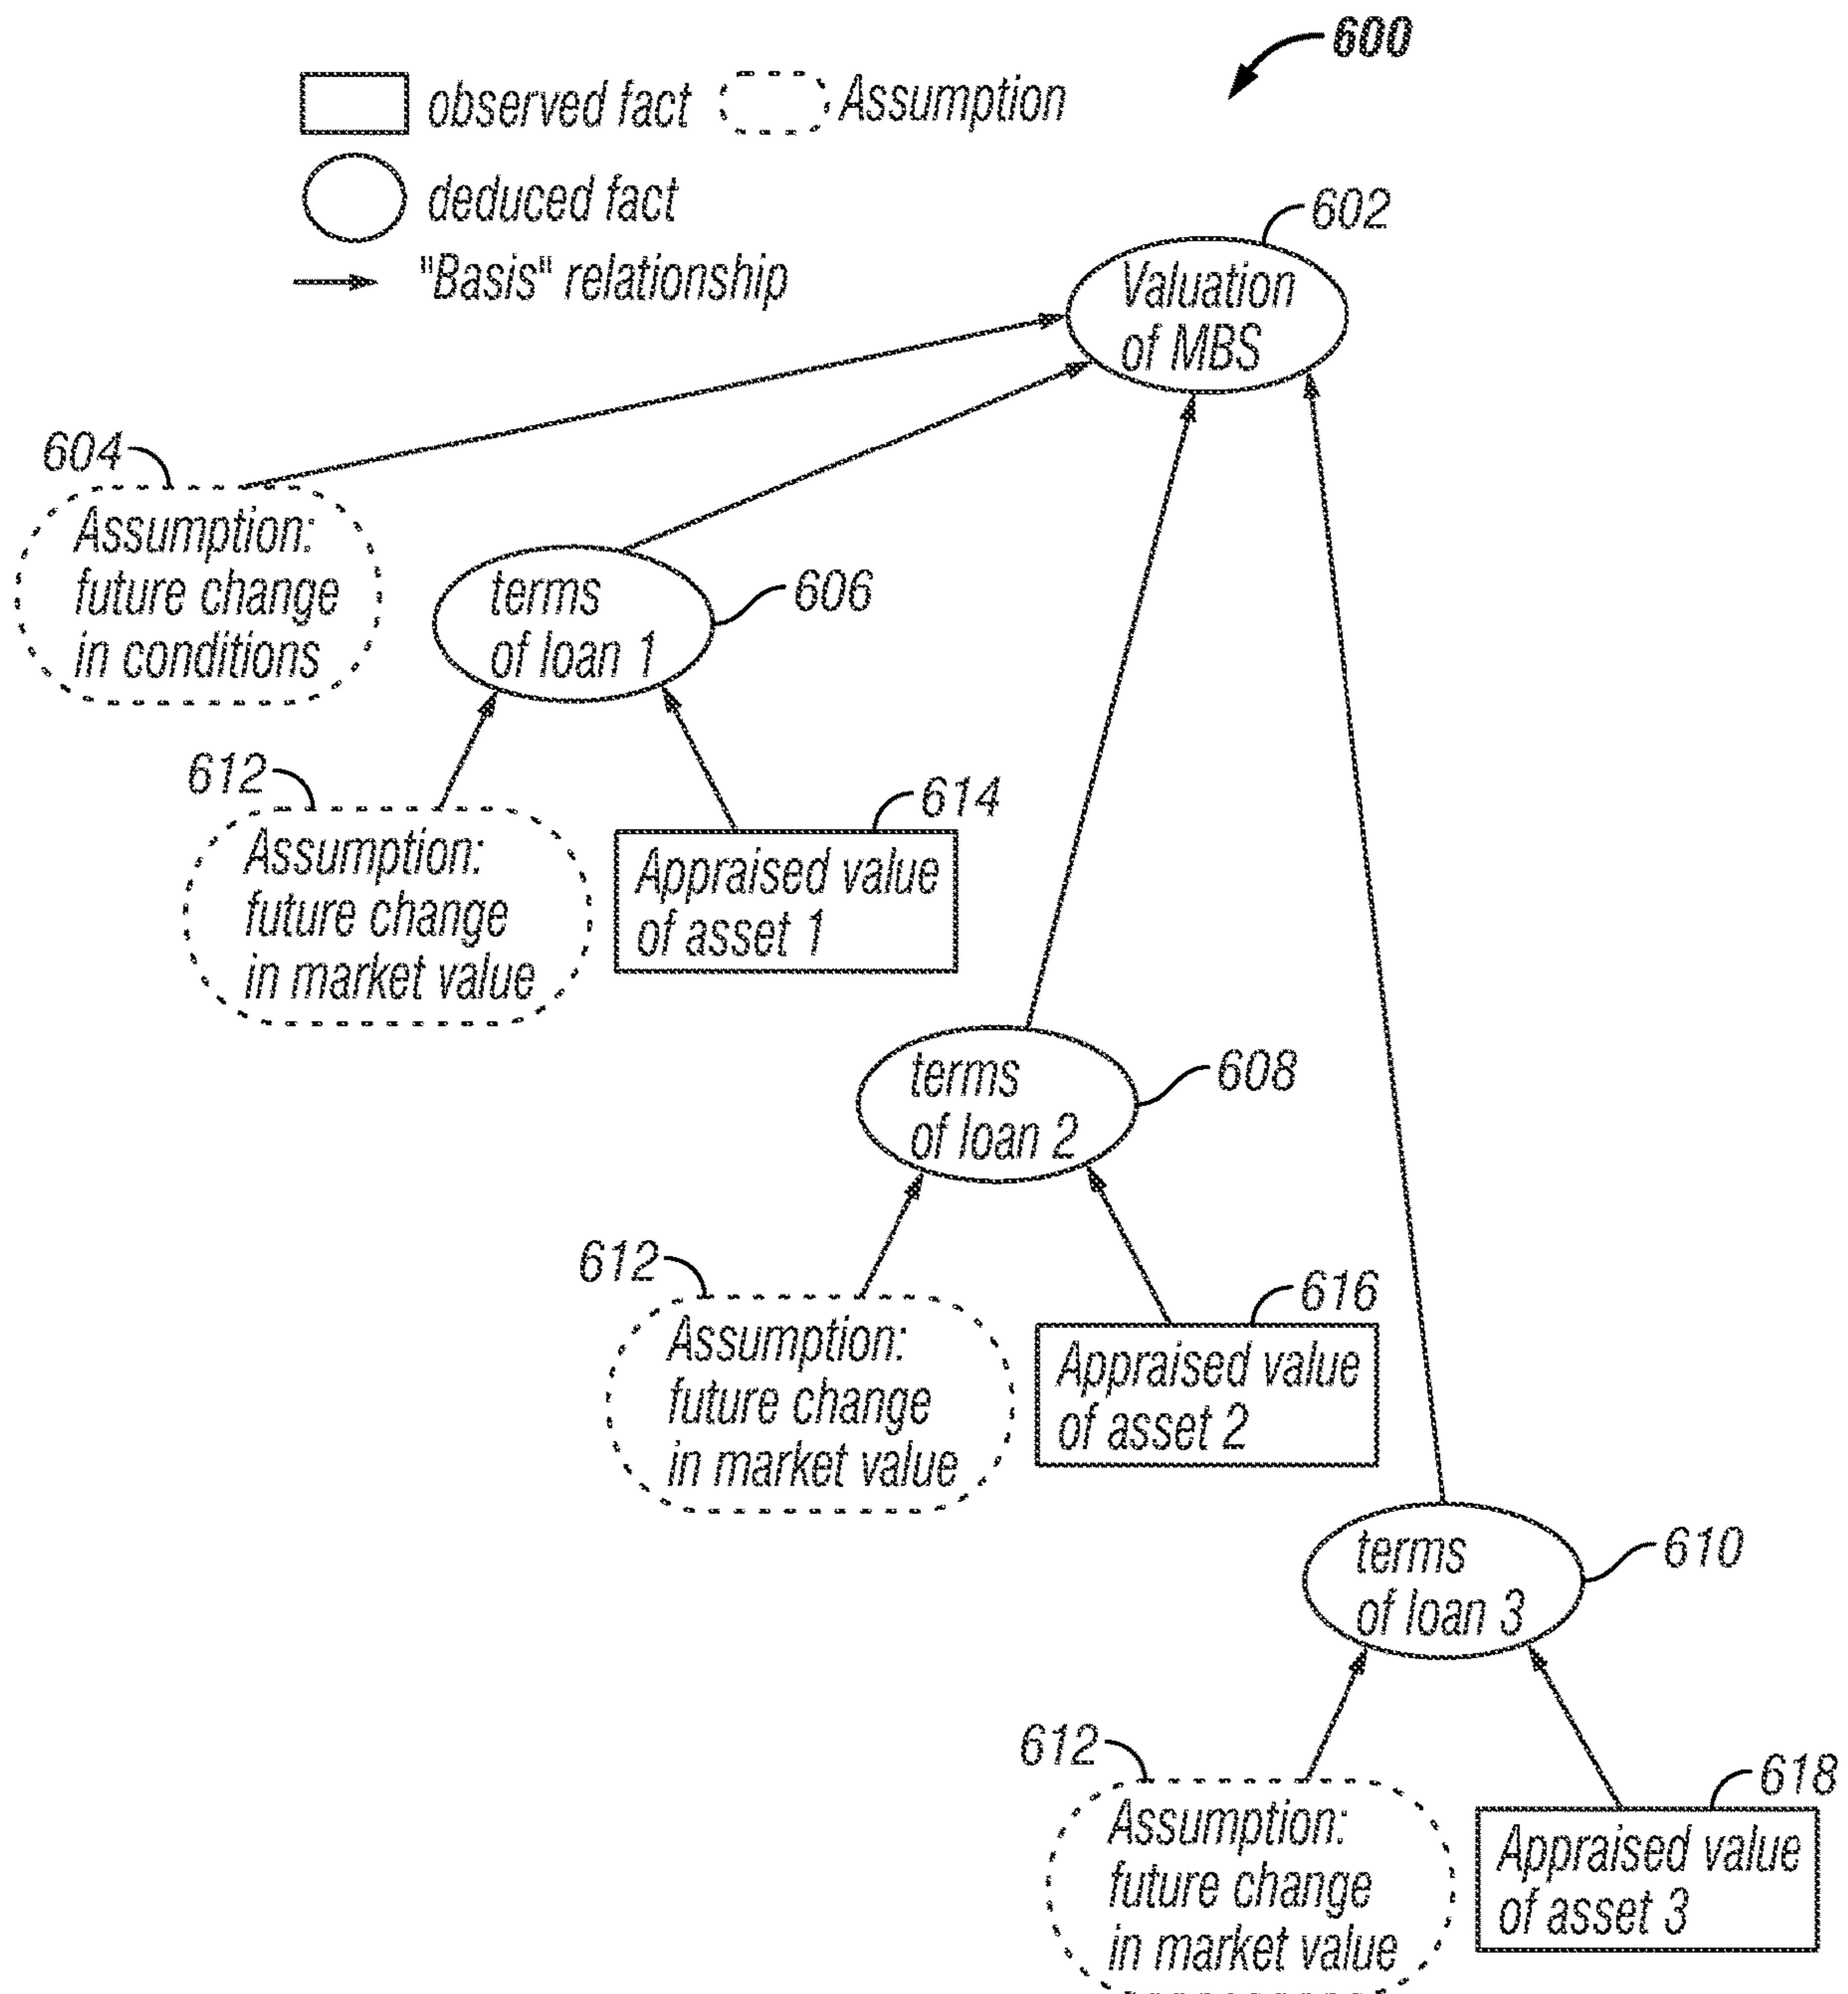 600
observed fact
Assumption
deduced fact
"Basis" relationship
602
Valuation
of MBS
604
Assumption:
future change
in conditions
terms
of loan 1
606
612
Assumption:
future change
in market value
614
Appraised value
of asset 1
terms
of loan 2
608
612
Assumption:
future change
in market value
616
Appraised value
of asset 2
terms
of loan 3
610
612
Assumption:
future change
in market value
618
Appraised value
of asset 3